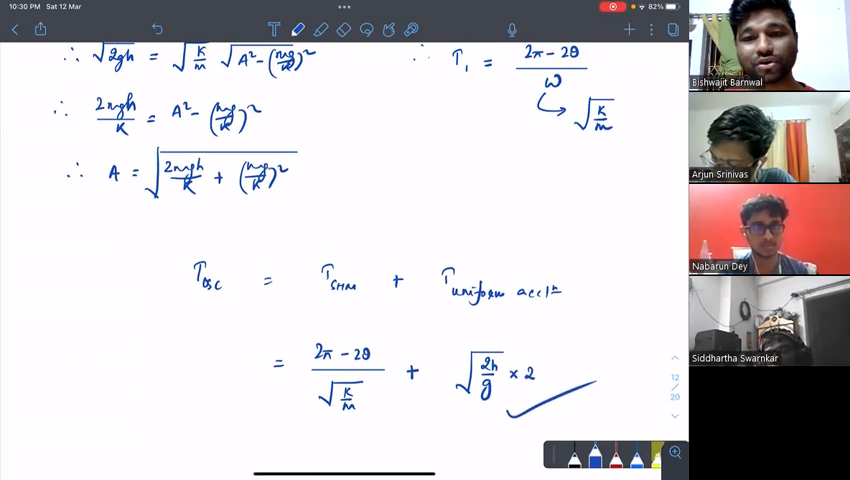 10:30 PM Sat 12 Mar
82%
∴ √2gh = √(K/m) √(A² − (mg/K)²)
∴ 2mgh/K = A² − (mg/K)²
∴ A = √(2mgh/K + (mg/K)²)
∴ T₁ = (2π − 2θ)/ω
→ √(K/m)
T_osc = T_SHM + T_uniform accln
= (2π − 2θ)/√(K/m) + √(2h/g) × 2
12
/
20
Bishwajit Barnwal
Arjun Srinivas
Nabarun Dey
Siddhartha Swarnkar